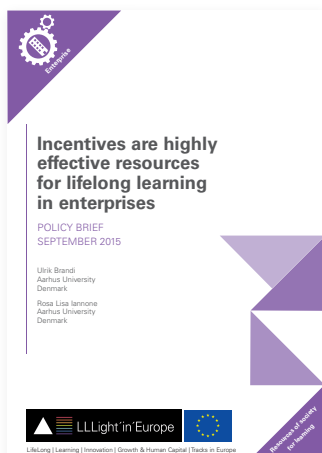 Enterprise
Incentives are highly
effective resources
for lifelong learning
in enterprises
POLICY BRIEF
SEPTEMBER 2015
Ulrik Brandi
Aarhus University
Denmark
Rosa Lisa Iannone
Aarhus University
Denmark
LLLight'in'Europe
LifeLong | Learning | Innovation | Growth & Human Capital | Tracks in Europe
Resources of society
for learning